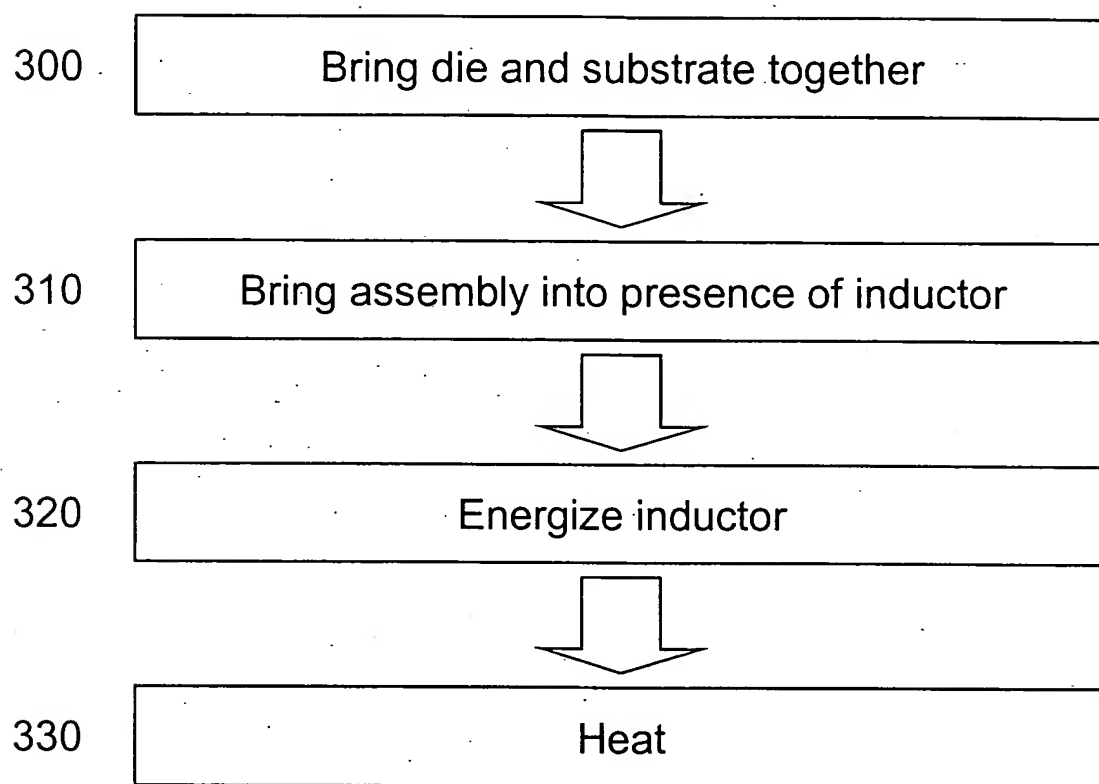 300 Bring die and substrate together
310 Bring assembly into presence of inductor
320 Energize inductor
330 Heat